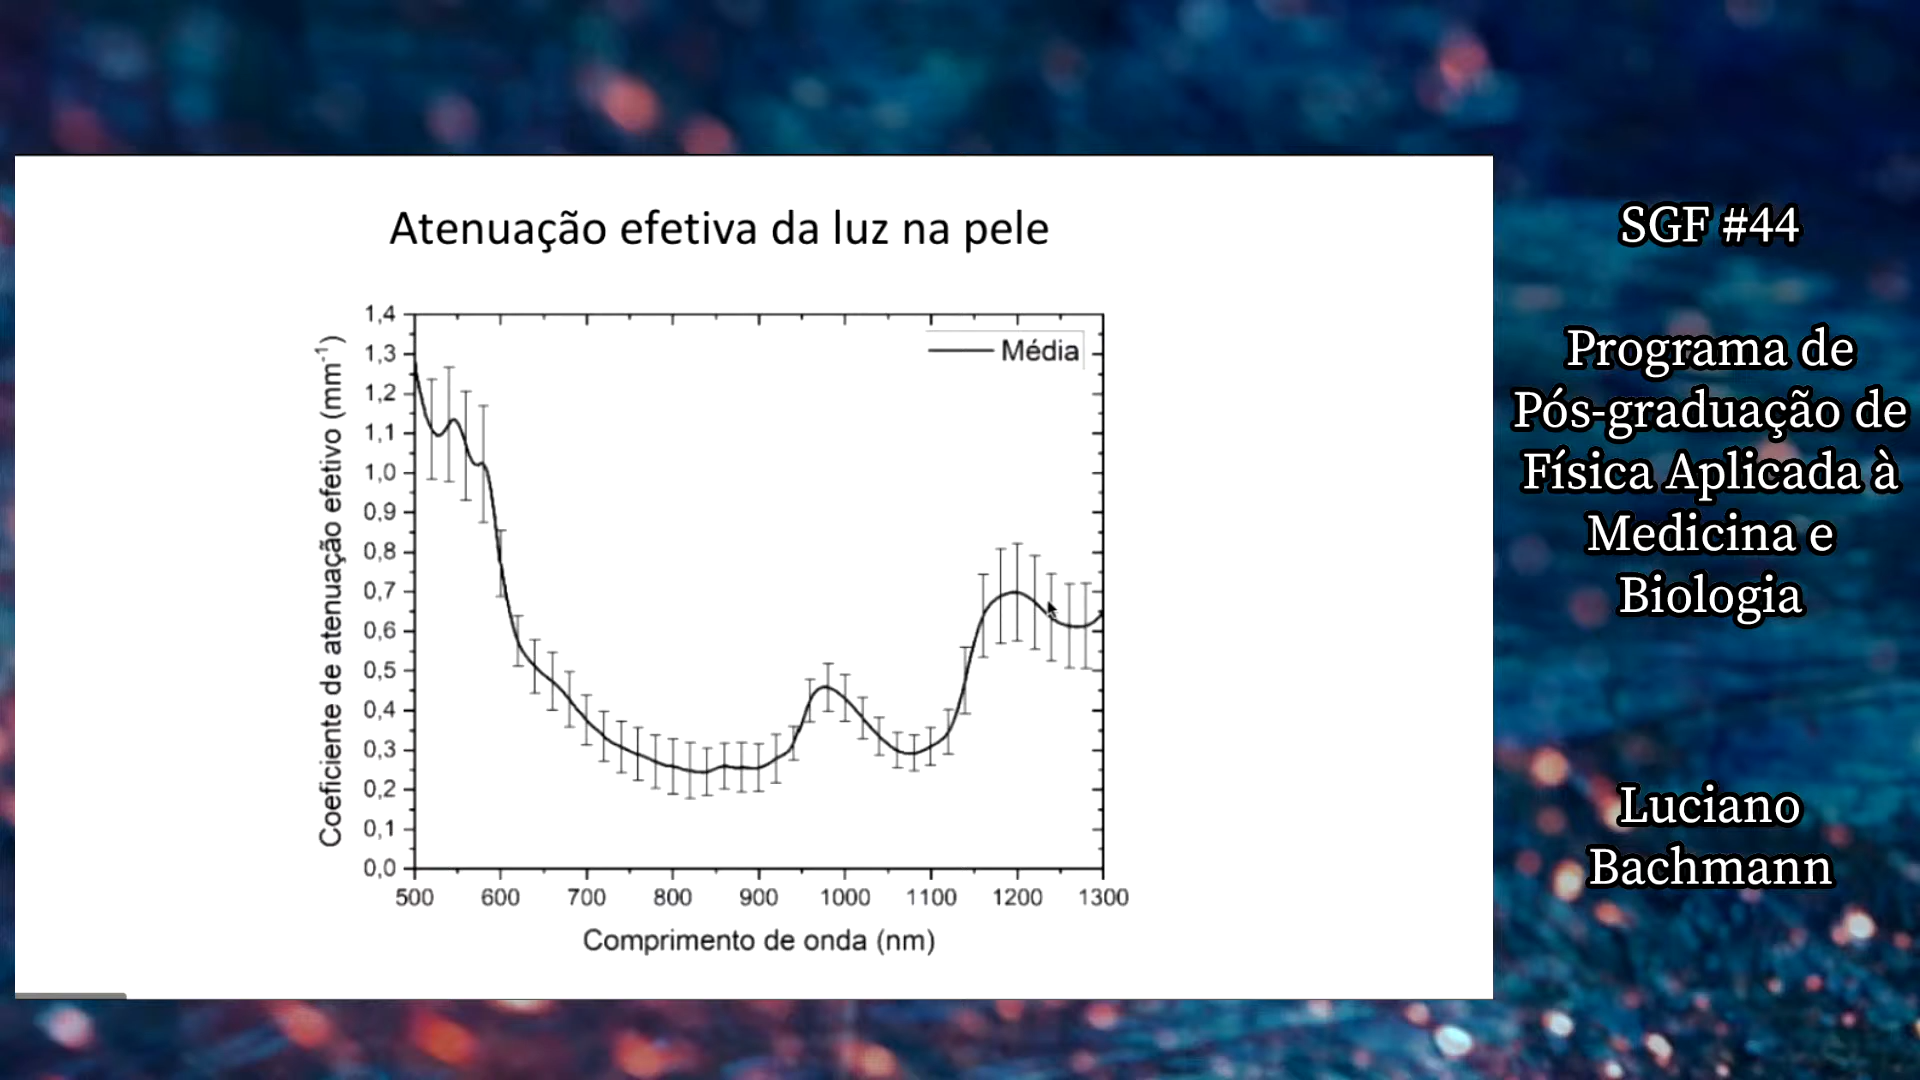 Atenuação efetiva da luz na pele
1,4
1,3
1,2
1,1
1,0
0,9
0,8
0,7
0,6
0,5
0,4
0,3
0,2
0,1
0,0
Coeficiente de atenuação efetivo (mm⁻¹)
Média
500 600 700 800 900 1000 1100 1200 1300
Comprimento de onda (nm)
SGF #44
Programa de
Pós-graduação de
Física Aplicada à
Medicina e
Biologia
Luciano
Bachmann